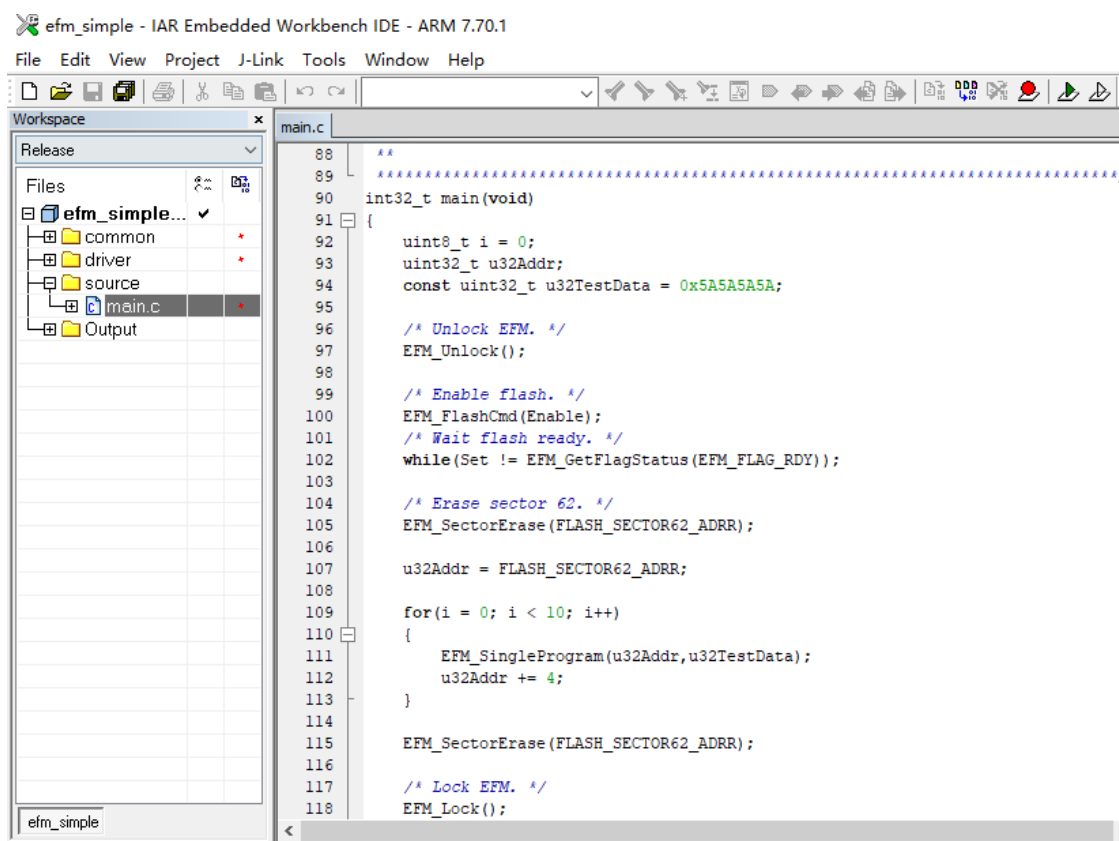 efm_simple - IAR Embedded Workbench IDE - ARM 7.70.1
File Edit View Project J-Link Tools Window Help
Workspace x
main.c
Release
Files
efm_simple...
common
driver
source
main.c
Output
efm_simple
88 **
89 *******************************************************************************
90 int32_t main(void)
91 {
92 uint8_t i = 0;
93 uint32_t u32Addr;
94 const uint32_t u32TestData = 0x5A5A5A5A;
95
96 /* Unlock EFM. */
97 EFM_Unlock();
98
99 /* Enable flash. */
100 EFM_FlashCmd(Enable);
101 /* Wait flash ready. */
102 while(Set != EFM_GetFlagStatus(EFM_FLAG_RDY));
103
104 /* Erase sector 62. */
105 EFM_SectorErase(FLASH_SECTOR62_ADRR);
106
107 u32Addr = FLASH_SECTOR62_ADRR;
108
109 for(i = 0; i < 10; i++)
110 {
111 EFM_SingleProgram(u32Addr,u32TestData);
112 u32Addr += 4;
113 }
114
115 EFM_SectorErase(FLASH_SECTOR62_ADRR);
116
117 /* Lock EFM. */
118 EFM_Lock();